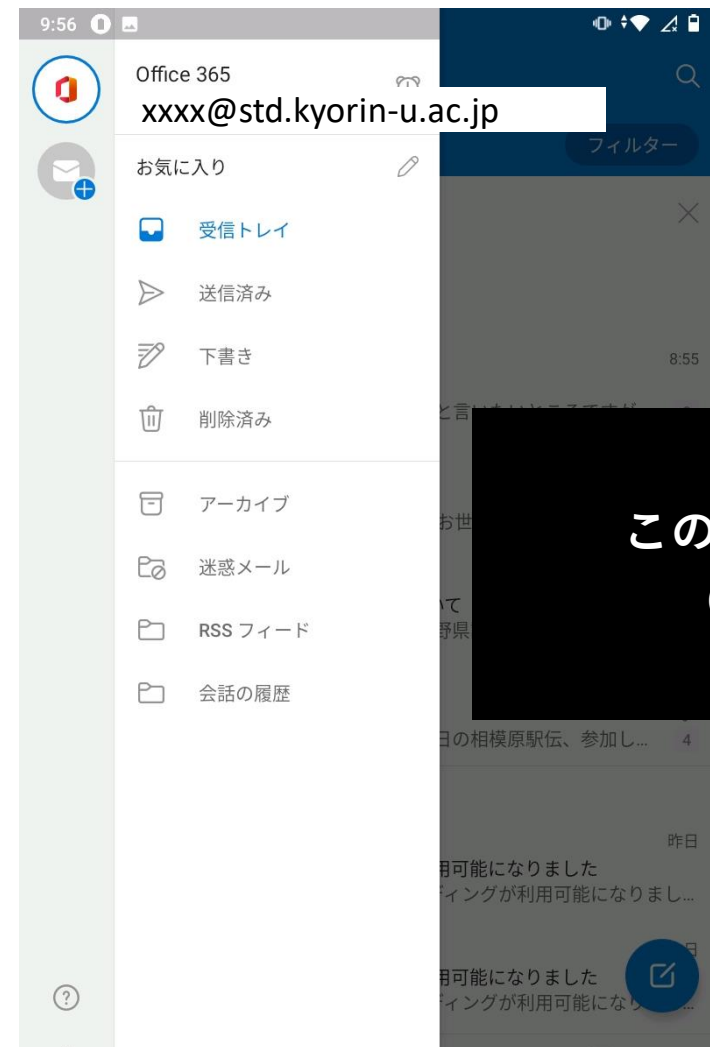 9:56
Office 365
xxxx@std.kyorin-u.ac.jp
フィルター
お気に入り
受信トレイ
送信済み
下書き
8:55
削除済み
アーカイブ
お世
この
迷惑メール
いて
RSS フィード
野県
会話の履歴
日の相模原駅伝、参加し... 4
昨日
用可能になりました
ディングが利用可能になりまし...
日
用可能になりました
ディングが利用可能にな